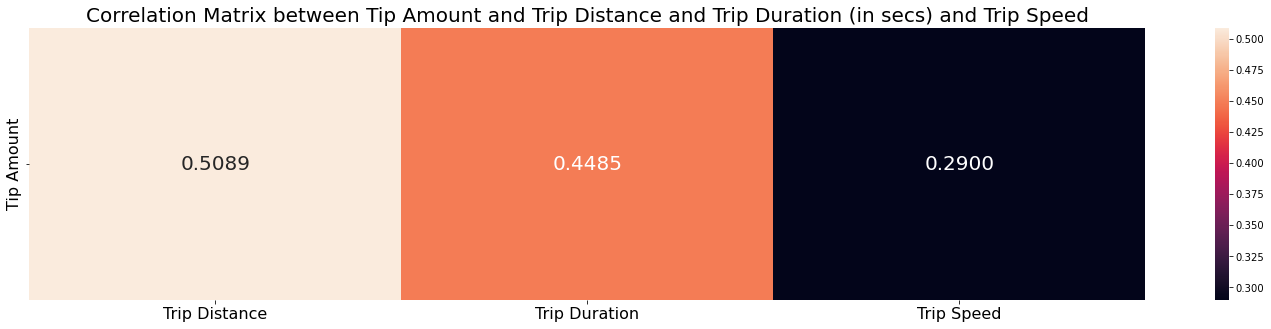 Correlation Matrix between Tip Amount and Trip Distance and Trip Duration (in secs) and Trip Speed
Tip Amount
0.5089 0.4485 0.2900
Trip Distance Trip Duration Trip Speed
0.500
0.475
0.450
0.425
0.400
0.375
0.350
0.325
0.300